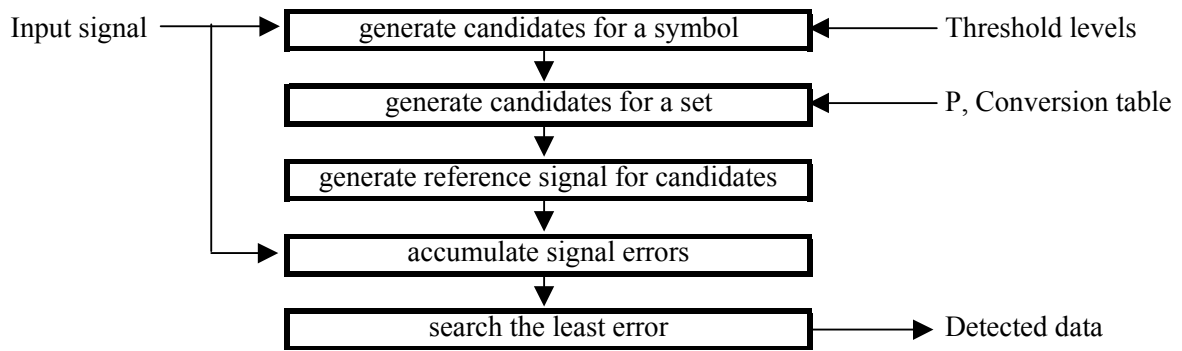 Input signal
generate candidates for a symbol
Threshold levels
generate candidates for a set
P, Conversion table
generate reference signal for candidates
accumulate signal errors
search the least error
Detected data